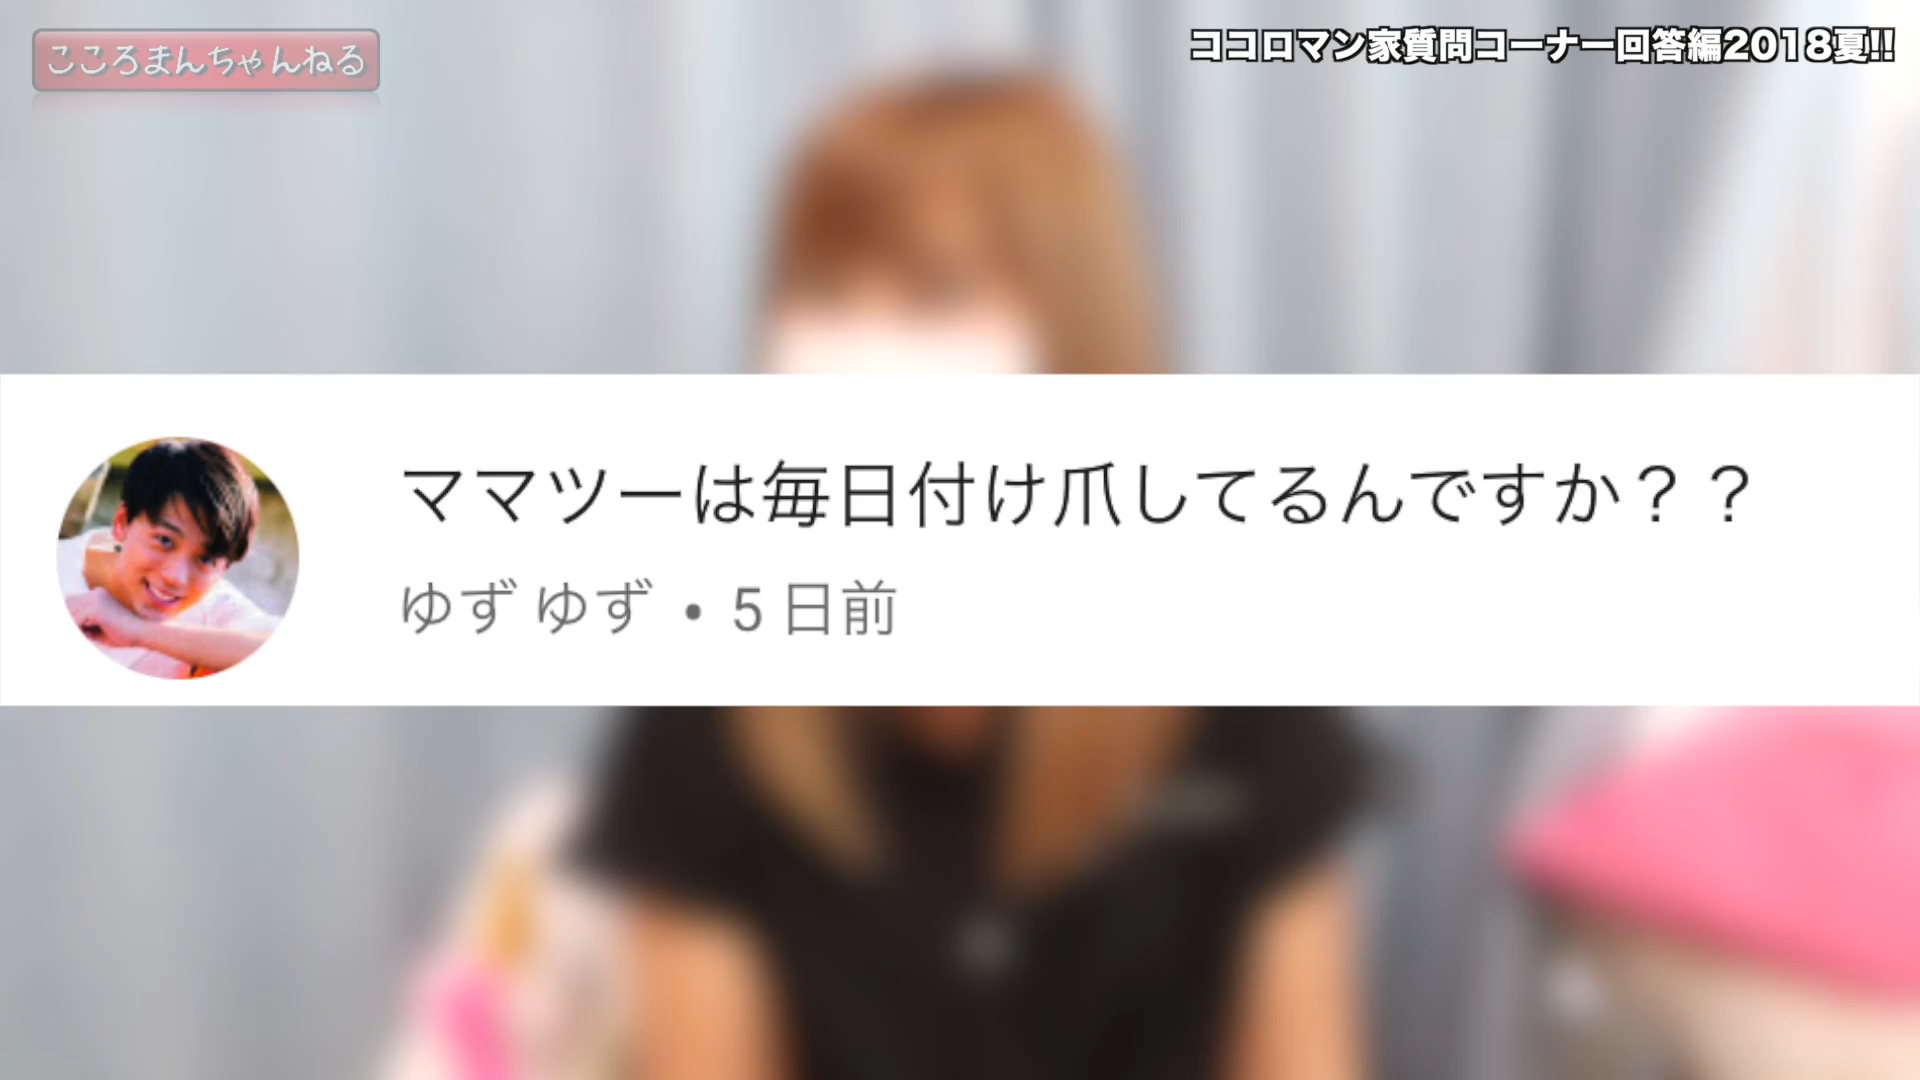 こころまんちゃんねる
ココロマン家質問コーナー回答編2018夏!!
ママツーは毎日付け爪してるんですか？？
ゆず ゆず • 5 日前